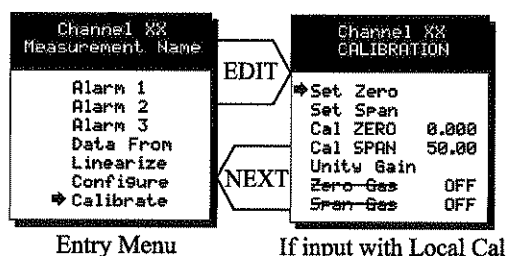 Channel XX
Measurement Name
Alarm 1
Alarm 2
Alarm 3
Data From
Linearize
Configure
Calibrate
Entry Menu
EDIT
NEXT
Channel XX
CALIBRATION
Set Zero
Set Span
Cal ZERO 0.000
Cal SPAN 50.00
Unity Gain
Zero Gas OFF
Span Gas OFF
If input with Local Cal